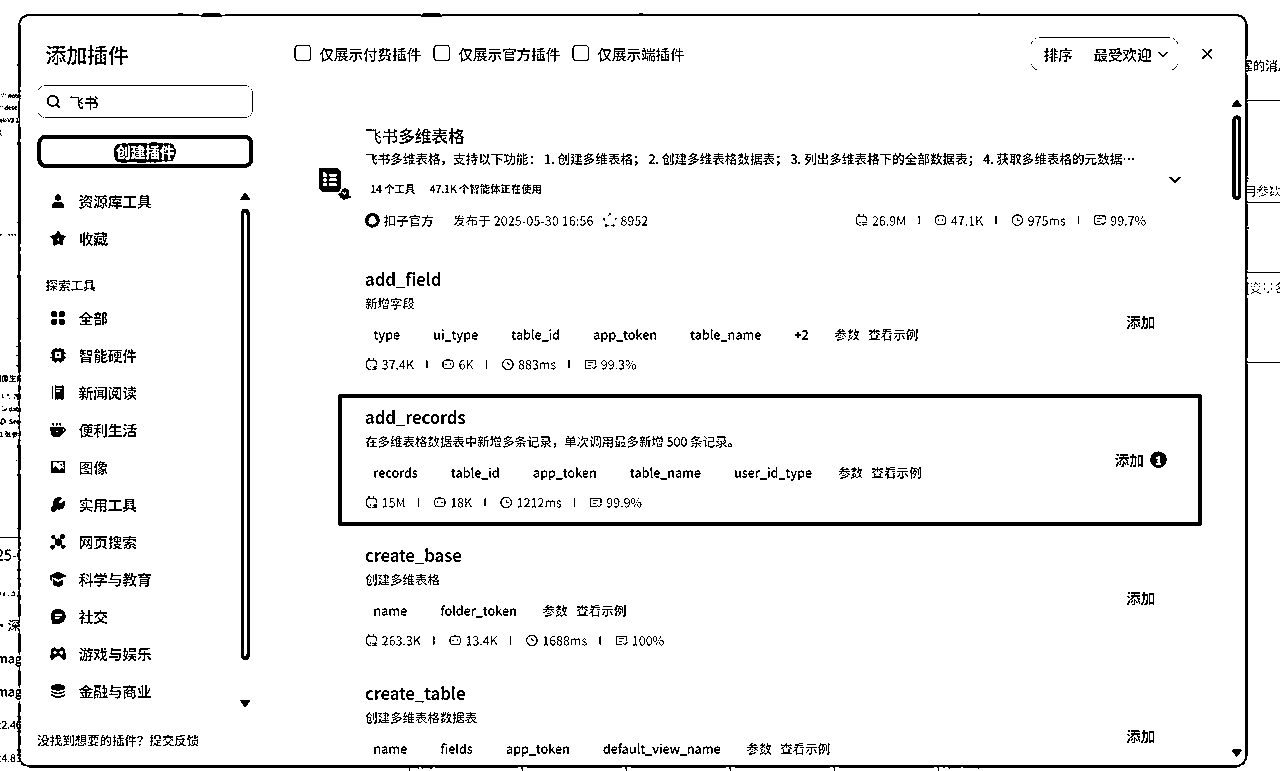 添加插件
仅展示付费插件 仅展示官方插件 仅展示端插件
排序 最受欢迎
飞书
创建插件
资源库工具
收藏
探索工具
全部
智能硬件
新闻阅读
便利生活
图像
实用工具
网页搜索
科学与教育
社交
游戏与娱乐
金融与商业
没找到想要的插件？提交反馈
飞书多维表格
飞书多维表格，支持以下功能： 1. 创建多维表格； 2. 创建多维表格数据表； 3. 列出多维表格下的全部数据表； 4. 获取多维表格的元数据…
14 个工具 47.1K 个智能体正在使用
扣子官方 发布于 2025-05-30 16:56 8952 26.9M 47.1K 975ms 99.7%
add_field
新增字段
添加
type ui_type table_id app_token table_name +2 参数 查看示例
37.4K 6K 883ms 99.3%
add_records
在多维表格数据表中新增多条记录，单次调用最多新增 500 条记录。
添加 1
records table_id app_token table_name user_id_type 参数 查看示例
15M 18K 1212ms 99.9%
create_base
创建多维表格
添加
name folder_token 参数 查看示例
263.3K 13.4K 1688ms 100%
create_table
创建多维表格数据表
添加
name fields app_token default_view_name 参数 查看示例